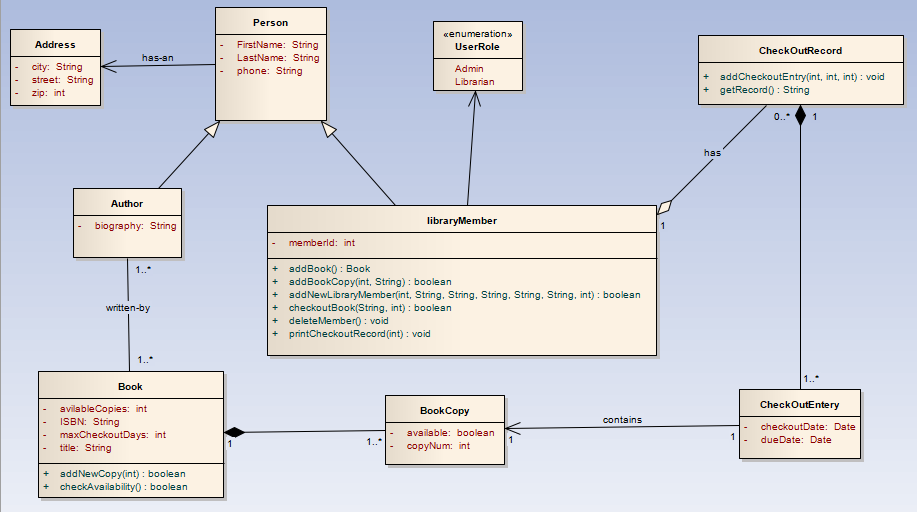 Person
- FirstName: String
- LastName: String
- phone: String
Address
- city: String
- street: String
- zip: int
has-an
«enumeration»
UserRole
Admin
Librarian
CheckOutRecord
+ addCheckoutEntry(int, int, int) : void
+ getRecord() : String
0..*
1
has
1
Author
- biography: String
1..*
written-by
1..*
libraryMember
- memberId: int
+ addBook() : Book
+ addBookCopy(int, String) : boolean
+ addNewLibraryMember(int, String, String, String, String, String, int) : boolean
+ checkoutBook(String, int) : boolean
+ deleteMember() : void
+ printCheckoutRecord(int) : void
Book
- avilableCopies: int
- ISBN: String
- maxCheckoutDays: int
- title: String
+ addNewCopy(int) : boolean
+ checkAvailability() : boolean
1
1..*
BookCopy
- available: boolean
- copyNum: int
1
contains
1
1..*
CheckOutEntery
- checkoutDate: Date
- dueDate: Date